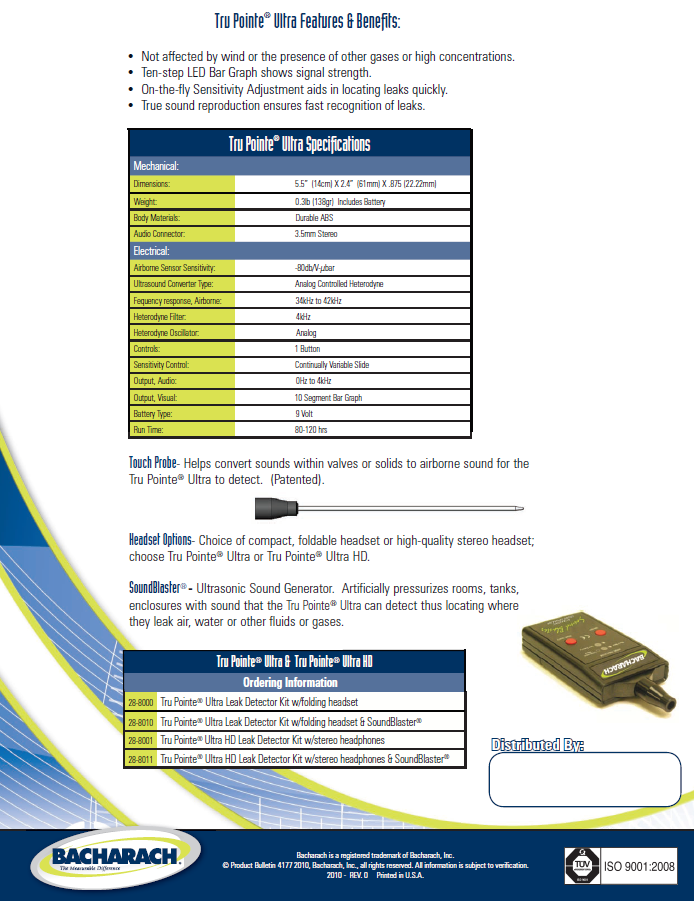 Tru Pointe® Ultra Features & Benefits:
• Not affected by wind or the presence of other gases or high concentrations.
• Ten-step LED Bar Graph shows signal strength.
• On-the-fly Sensitivity Adjustment aids in locating leaks quickly.
• True sound reproduction ensures fast recognition of leaks.
Tru Pointe® Ultra Specifications
Mechanical:
Dimensions: 5.5” (14cm) X 2.4” (61mm) X .875 (22.22mm)
Weight: 0.3lb (138gr) Includes Battery
Body Materials: Durable ABS
Audio Connector: 3.5mm Stereo
Electrical:
Airborne Sensor Sensitivity: -80db/V-µbar
Ultrasound Converter Type: Analog Controlled Heterodyne
Fequency response, Airborne: 34kHz to 42kHz
Heterodyne Filter: 4kHz
Heterodyne Oscillator: Analog
Controls: 1 Button
Sensitivity Control: Continually Variable Slide
Output, Audio: 0Hz to 4kHz
Output, Visual: 10 Segment Bar Graph
Battery Type: 9 Volt
Run Time: 80-120 hrs
Touch Probe- Helps convert sounds within valves or solids to airborne sound for the
Tru Pointe® Ultra to detect. (Patented).
Headset Options- Choice of compact, foldable headset or high-quality stereo headset;
choose Tru Pointe® Ultra or Tru Pointe® Ultra HD.
SoundBlaster® - Ultrasonic Sound Generator. Artificially pressurizes rooms, tanks,
enclosures with sound that the Tru Pointe® Ultra can detect thus locating where
they leak air, water or other fluids or gases.
Tru Pointe® Ultra & Tru Pointe® Ultra HD
Ordering Information
28-8000 Tru Pointe® Ultra Leak Detector Kit w/folding headset
28-8010 Tru Pointe® Ultra Leak Detector Kit w/folding headset & SoundBlaster®
28-8001 Tru Pointe® Ultra HD Leak Detector Kit w/stereo headphones
28-8011 Tru Pointe® Ultra HD Leak Detector Kit w/stereo headphones & SoundBlaster®
BACHARACH
Distributed By:
BACHARACH®
The Measurable Difference
Bacharach is a registered trademark of Bacharach, Inc.
© Product Bulletin 4177 2010, Bacharach, Inc., all rights reserved. All information is subject to verification.
2010 - REV. 0 Printed in U.S.A.
TÜV
ISO 9001:2008